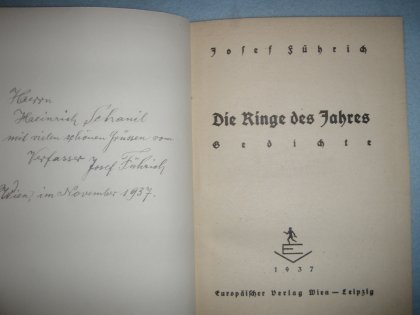 Herrn
Heinrich Schanil
mit vielen schönen Grüssen vom
Verfasser Josef Führich
Wien, im November 1937.
Josef Führich
Die Ringe des Jahres
Gedichte
1937
Europäischer Verlag Wien — Leipzig